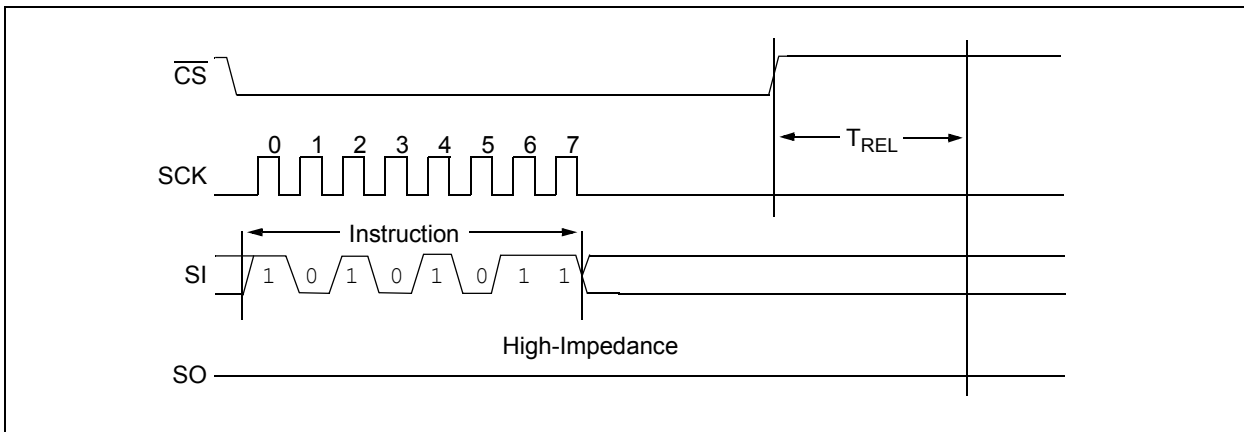 CS
0 1 2 3 4 5 6 7
TREL
SCK
Instruction
SI 1 0 1 0 1 0 1 1
High-Impedance
SO